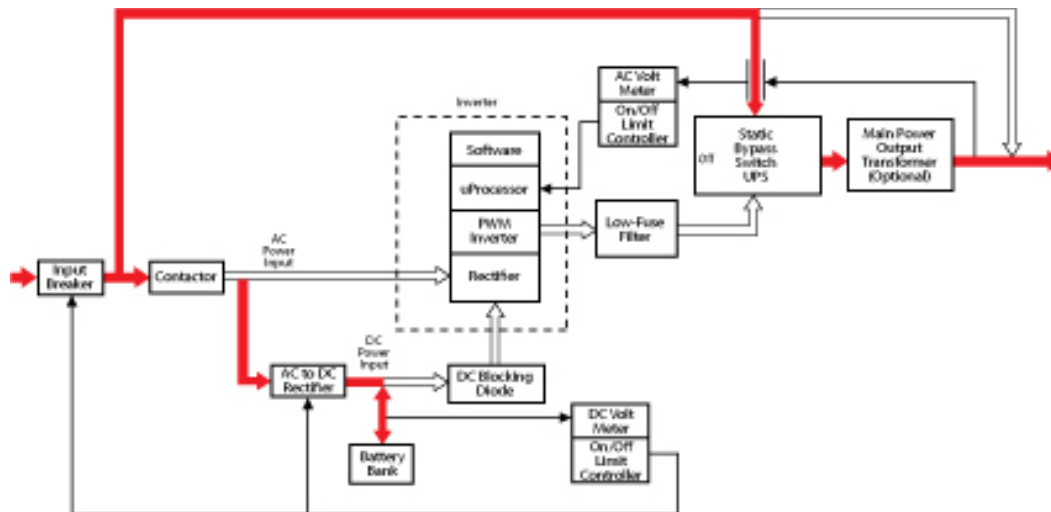 Inverter
AC Volt
Meter
On/Off
Limit
Controller
Software
uProcessor
PWM
Inverter
Rectifier
Off
Static
Bypass
Switch
UPS
Main Power
Output
Transformer
(Optional)
Low-Fuse
Filter
AC
Power
Input
Input
Breaker
Contactor
DC
Power
Input
AC to DC
Rectifier
DC Blocking
Diode
Battery
Bank
DC Volt
Meter
On/Off
Limit
Controller